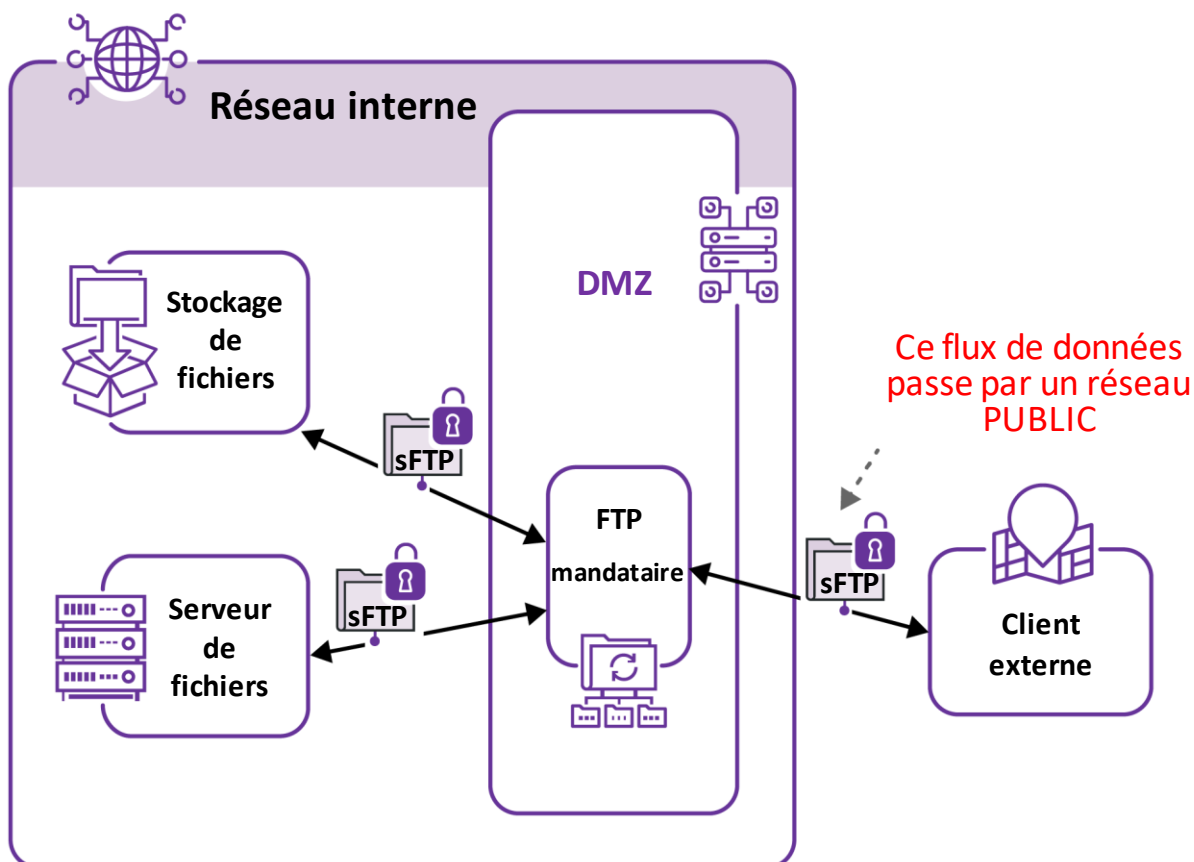 Réseau interne
DMZ
Stockage
de
fichiers
Ce flux de données
passe par un réseau
PUBLIC
sFTP
FTP
mandataire
sFTP
sFTP
Serveur
de
fichiers
Client
externe